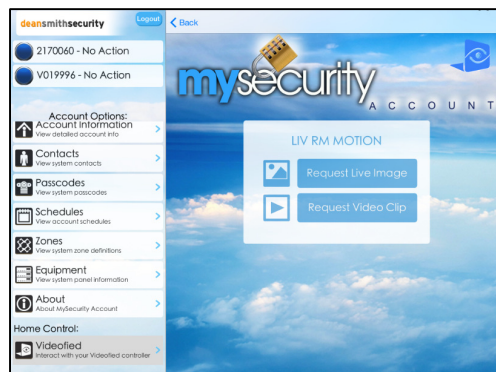 deansmithsecurity
Logout
2170060 - No Action
V019996 - No Action
Account Options:
Account Information
View detailed account info
Contacts
View system contacts
Passcodes
View system passcodes
Schedules
View account schedules
Zones
View system zone definitions
Equipment
View system panel information
About
About MySecurity Account
Home Control:
Videofied
Interact with your Videofied controller
Back
mysecurity
ACCOUNT
LIV RM MOTION
Request Live Image
Request Video Clip